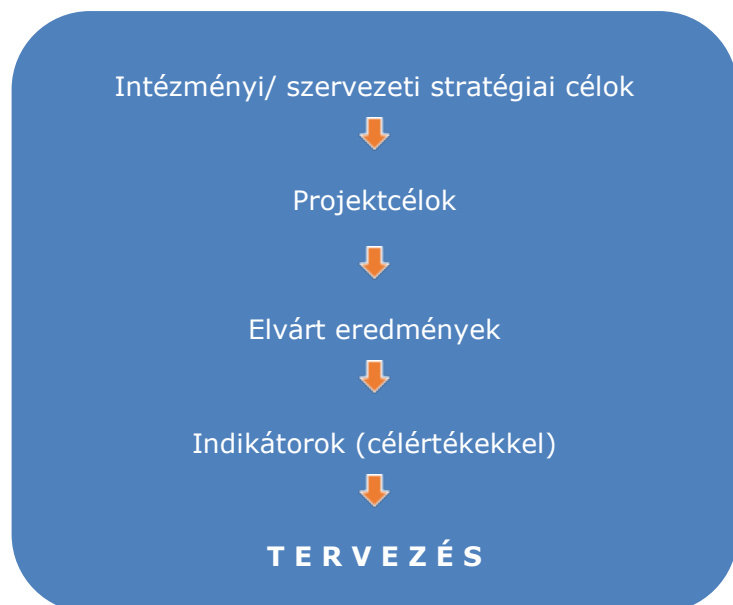 Intézményi/ szervezeti stratégiai célok
Projektcélok
Elvárt eredmények
Indikátorok (célértékekkel)
T E R V E Z É S